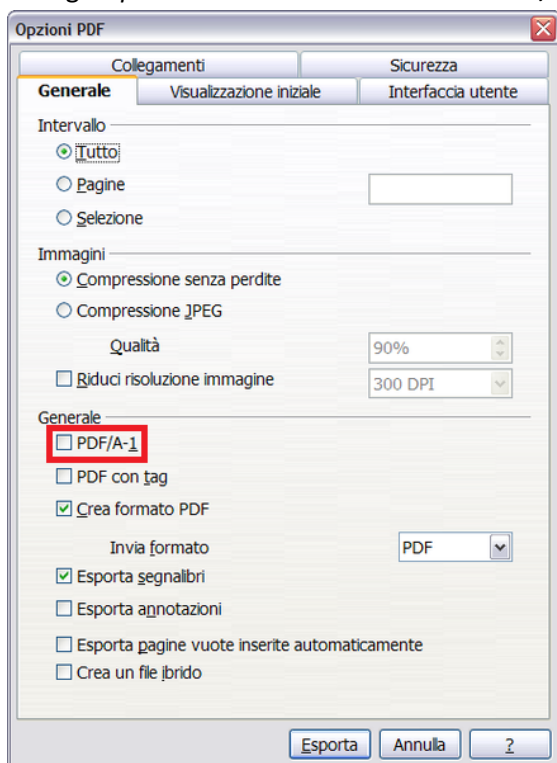 Opzioni PDF
Collegamenti Sicurezza
Generale Visualizzazione iniziale Interfaccia utente
Intervallo
Tutto
Pagine
Selezione
Immagini
Compressione senza perdite
Compressione JPEG
Qualità 90%
Riduci risoluzione immagine 300 DPI
Generale
PDF/A-1
PDF con tag
Crea formato PDF
Invia formato PDF
Esporta segnalibri
Esporta annotazioni
Esporta pagine vuote inserite automaticamente
Crea un file ibrido
Esporta Annulla ?